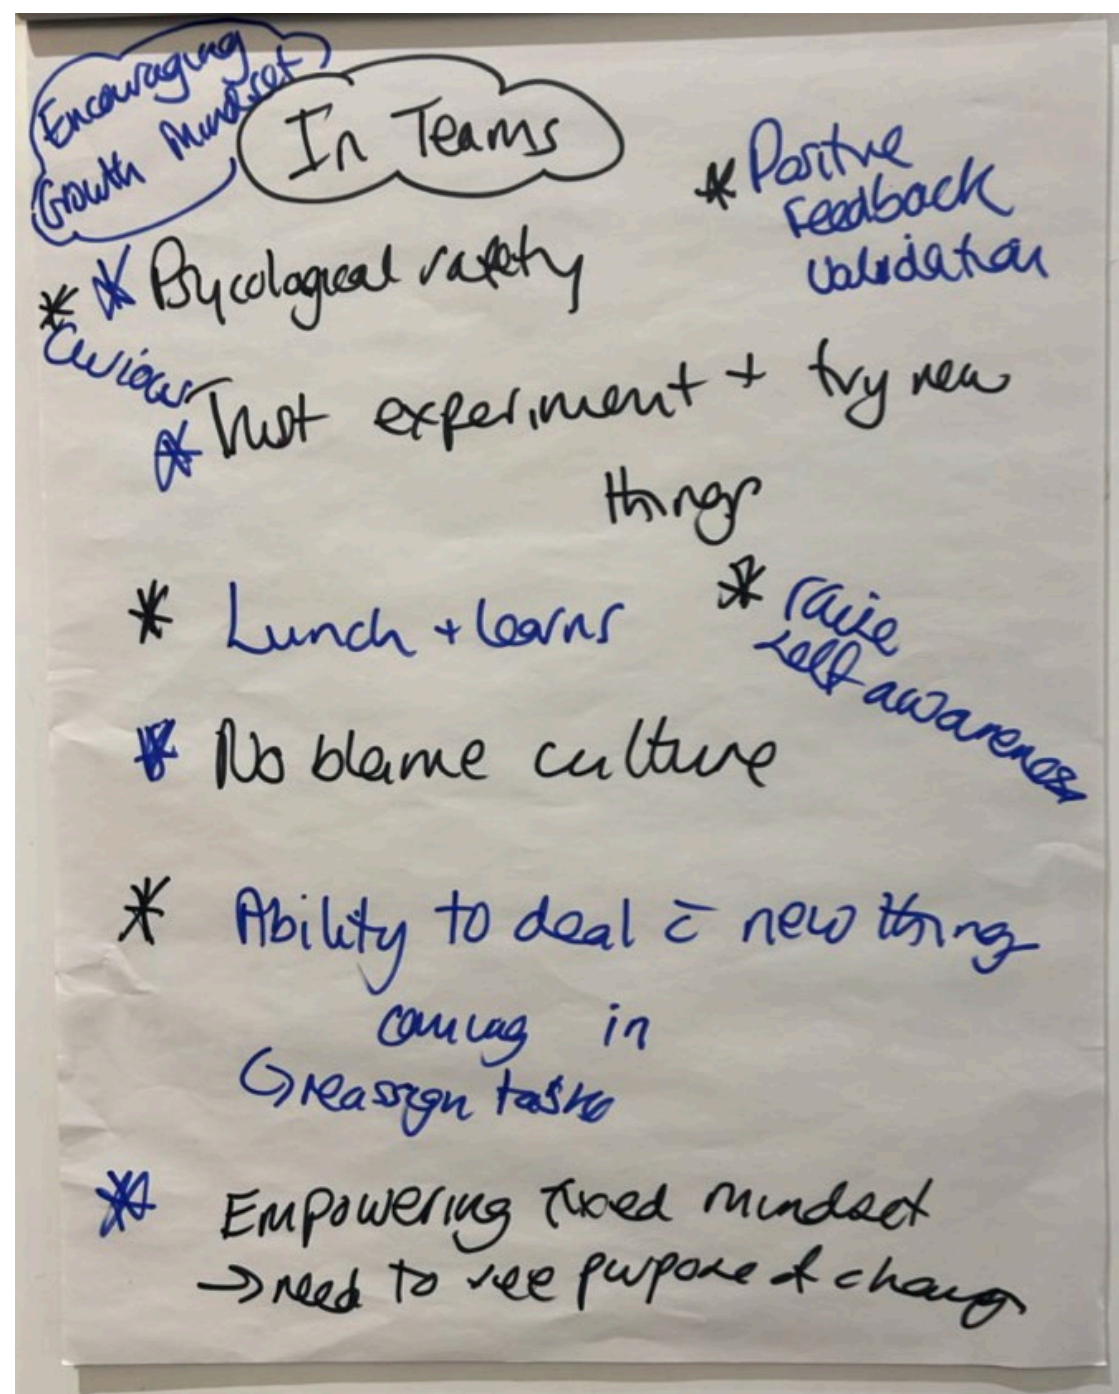 Encouraging
Growth Mindset
In Teams
* Positive
Feedback
Validation
* Psycological safety
* Curious
* Trust experiment + try new
things
* Lunch + learns
* raise
self awareness
* No blame culture
* Ability to deal c̄ new things
coming in
↳ reassign tasks
* Empowering fixed mindset
→ need to see purpose of change